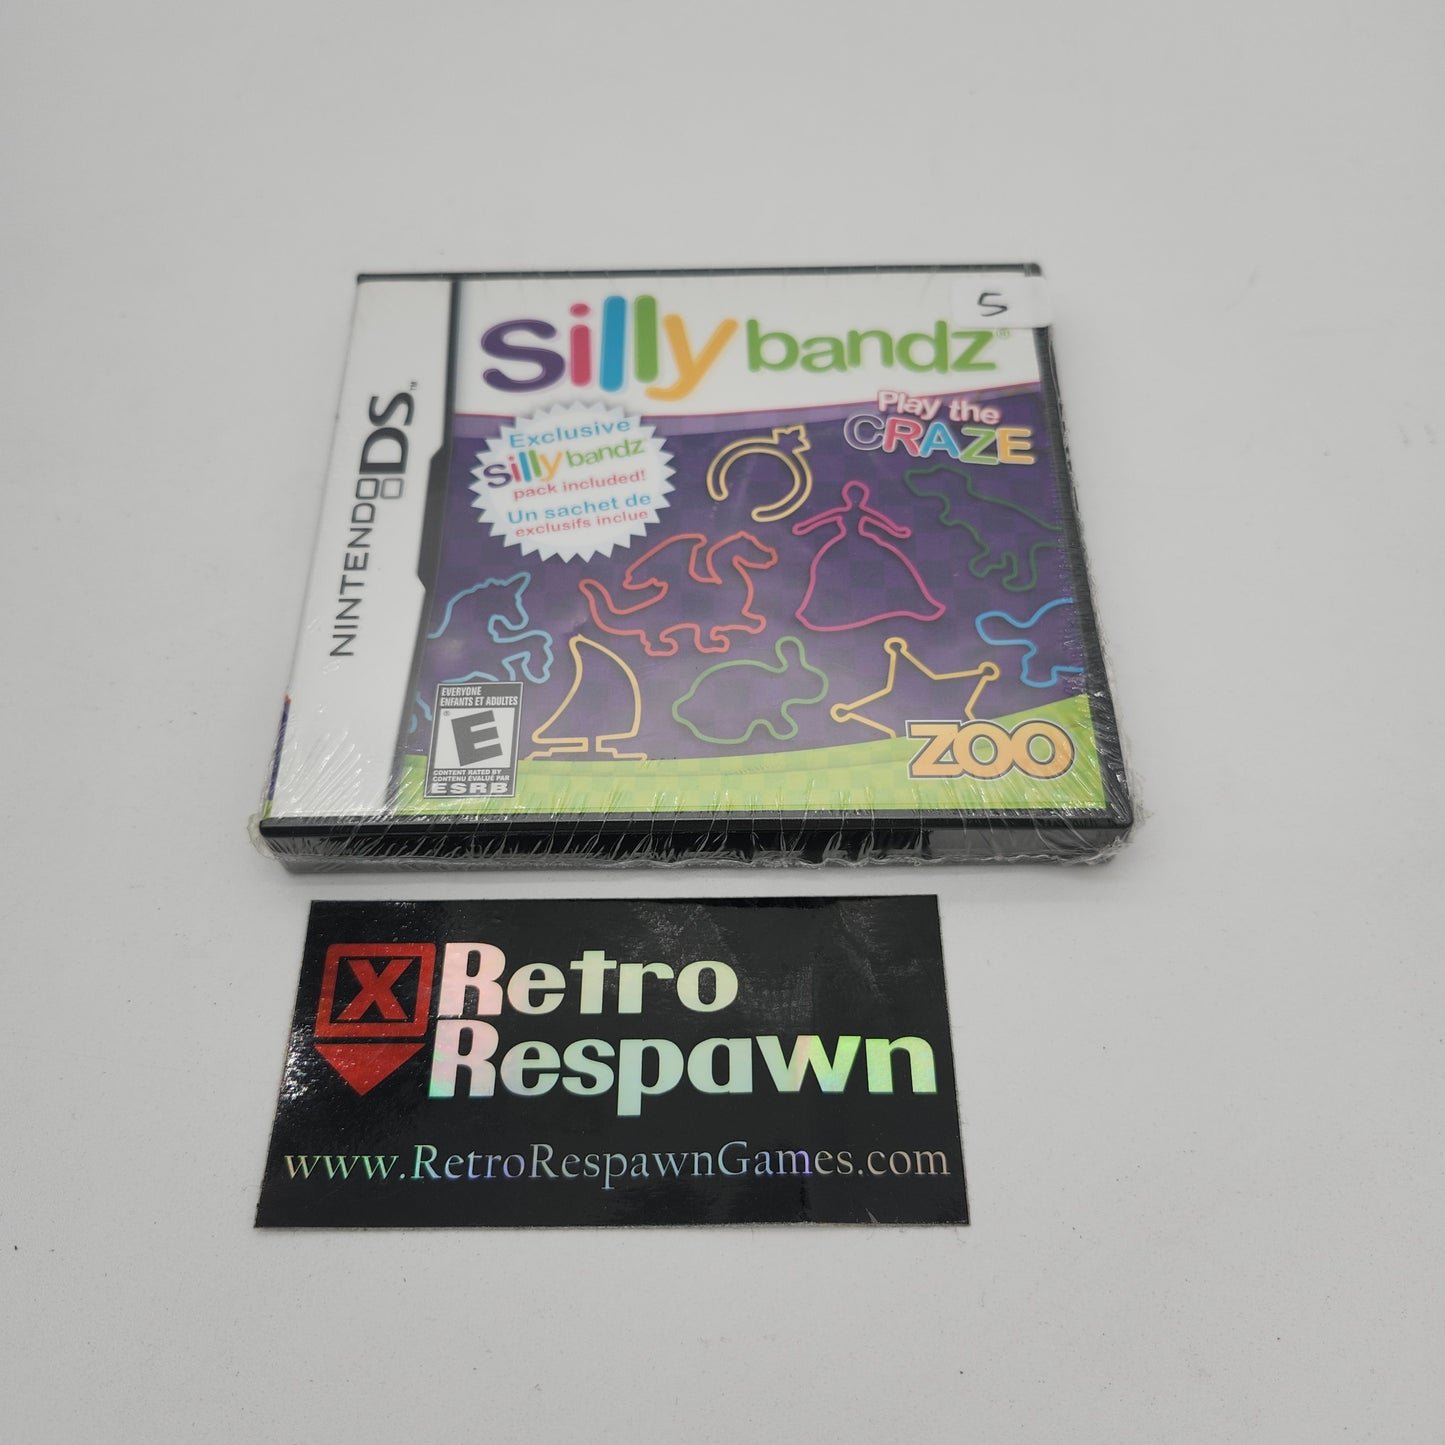 NINTENDO DS™
Silly bandz®
5
Play the
CRAZE
Exclusive
Silly bandz
pack included!
Un sachet de
exclusifs inclue
EVERYONE
ENFANTS ET ADULTES
E
®
CONTENT RATED BY
CONTENU ÉVALUÉ PAR
ESRB
ZOO
X
Retro
Respawn
www.RetroRespawnGames.com